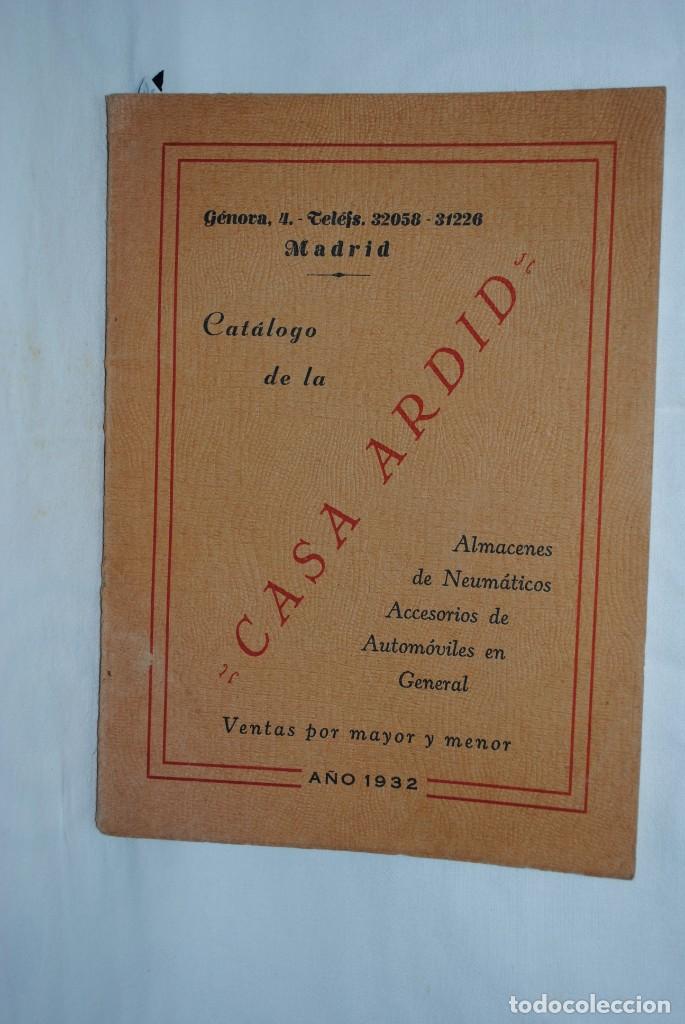 Génova, 4. - Teléfs. 32058 - 31226
Madrid
Catálogo
de la
CASA ARDID
Almacenes
de Neumáticos
Accesorios de
Automóviles en
General
Ventas por mayor y menor
AÑO 1932
todocoleccion